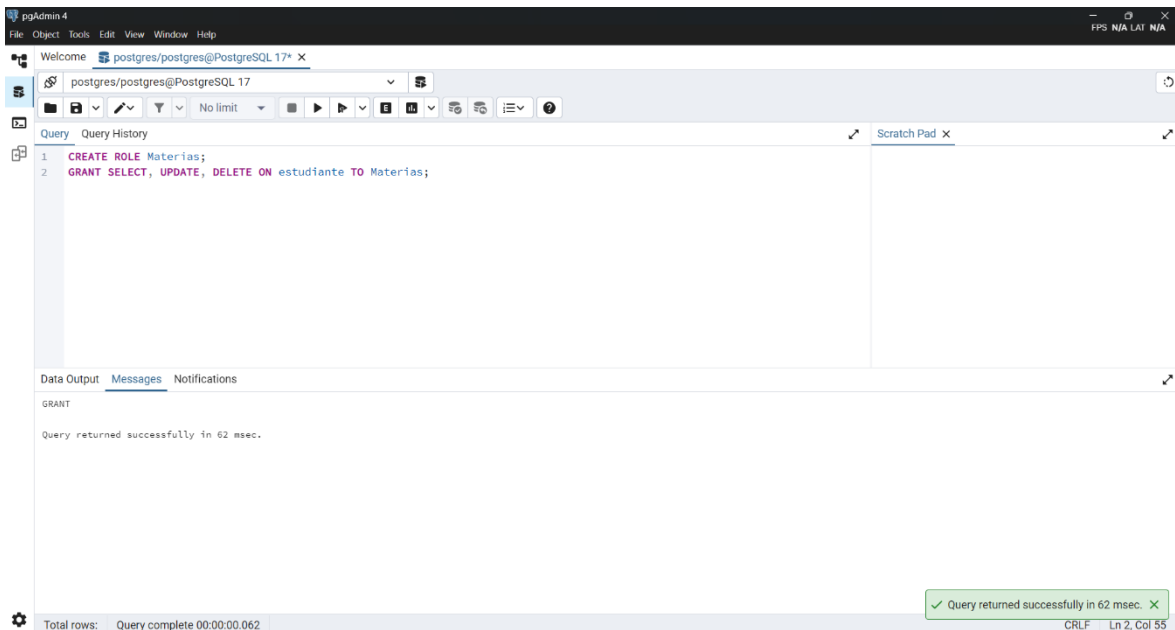 pgAdmin 4
File Object Tools Edit View Window Help
FPS N/A LAT N/A
Welcome postgres/postgres@PostgreSQL 17*
postgres/postgres@PostgreSQL 17
No limit
Query Query History
Scratch Pad
1 CREATE ROLE Materias;
2 GRANT SELECT, UPDATE, DELETE ON estudiante TO Materias;
Data Output Messages Notifications
GRANT
Query returned successfully in 62 msec.
Query returned successfully in 62 msec.
Total rows: Query complete 00:00:00.062
CRLF Ln 2, Col 55